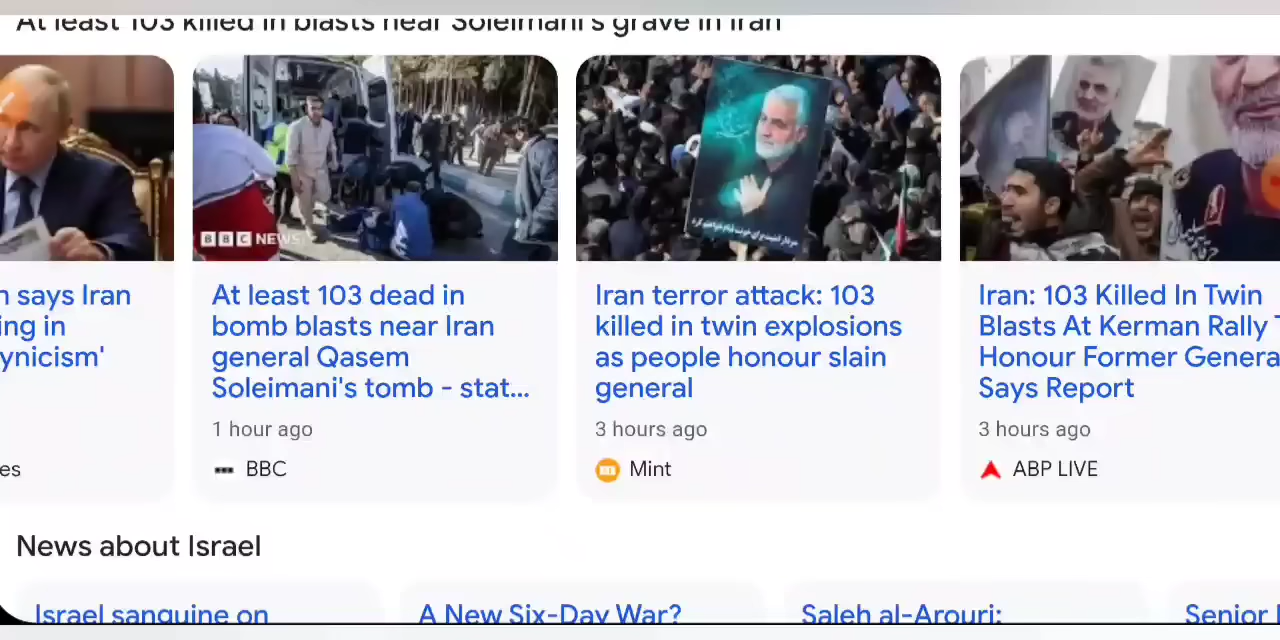 At least 103 killed in blasts near Soleimani's grave in Iran
BBC NEWS
n says Iran
ing in
ynicism'
es
At least 103 dead in
bomb blasts near Iran
general Qasem
Soleimani's tomb - stat...
1 hour ago
BBC
Iran terror attack: 103
killed in twin explosions
as people honour slain
general
3 hours ago
Mint
Iran: 103 Killed In Twin
Blasts At Kerman Rally T
Honour Former Genera
Says Report
3 hours ago
ABP LIVE
News about Israel
Israel sanguine on
A New Six-Day War?
Saleh al-Arouri:
Senior